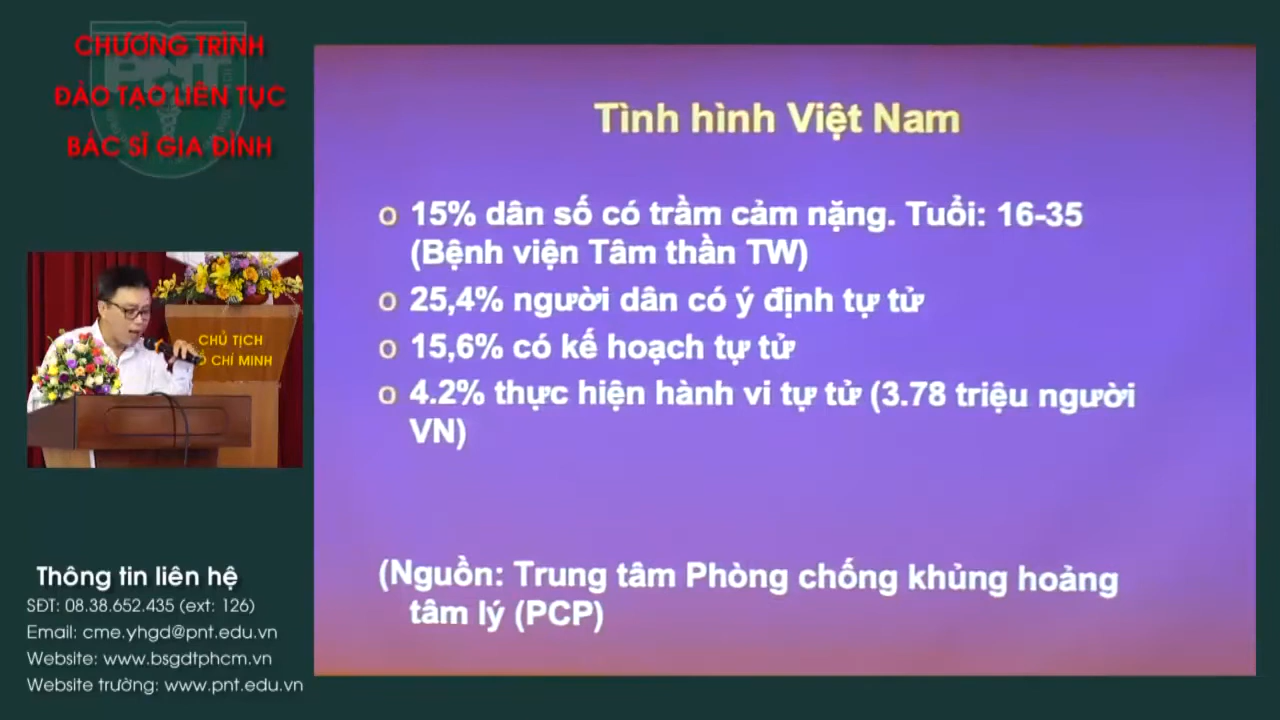 CHƯƠNG TRÌNH
ĐÀO TẠO LIÊN TỤC
BÁC SĨ GIA ĐÌNH
PNT
Tình hình Việt Nam
o 15% dân số có trầm cảm nặng. Tuổi: 16-35
(Bệnh viện Tâm thần TW)
o 25,4% người dân có ý định tự tử
o 15,6% có kế hoạch tự tử
o 4.2% thực hiện hành vi tự tử (3.78 triệu người
VN)
(Nguồn: Trung tâm Phòng chống khủng hoảng
tâm lý (PCP)
CHỦ TỊCH
CHÍ MINH
Thông tin liên hệ
SĐT: 08.38.652.435 (ext: 126)
Email: cme.yhgd@pnt.edu.vn
Website: www.bsgdtphcm.vn
Website trường: www.pnt.edu.vn